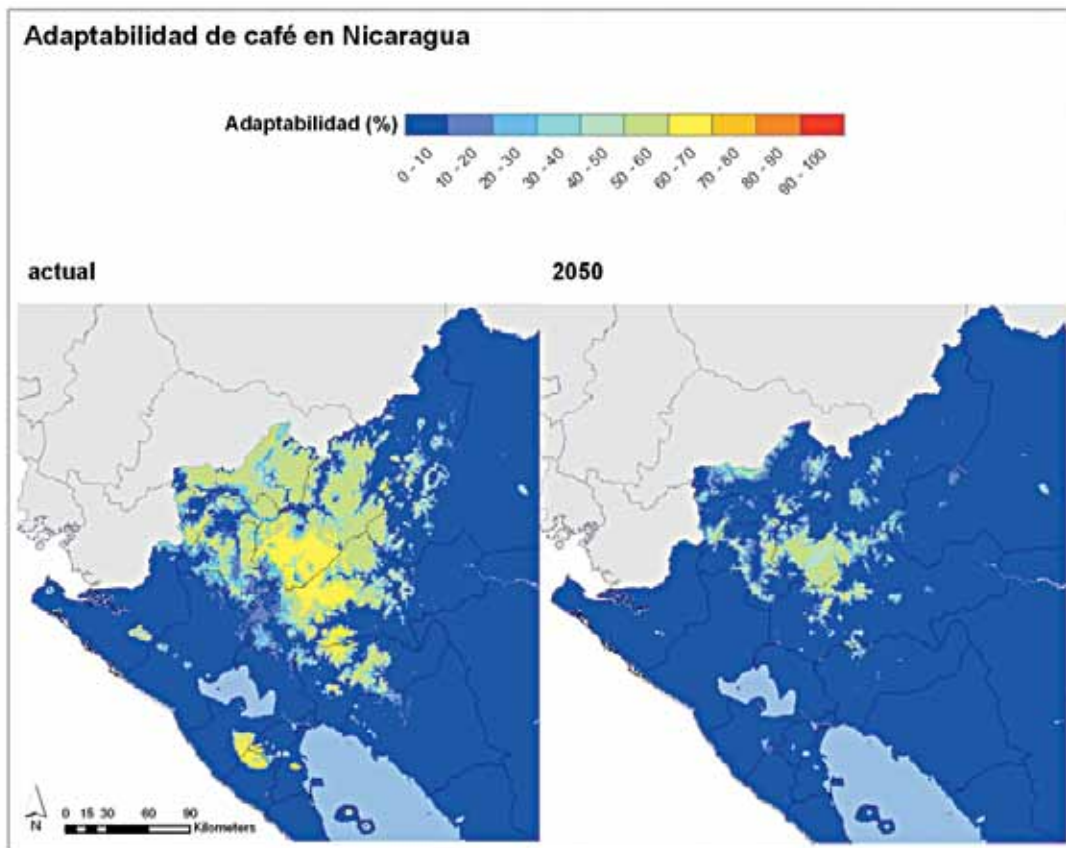 Adaptabilidad de café en Nicaragua
Adaptabilidad (%)
0 - 10
10 - 20
20 - 30
30 - 40
40 - 50
50 - 60
60 - 70
70 - 80
80 - 90
90 - 100
actual
2050
N
0 15 30 60 90
Kilometers